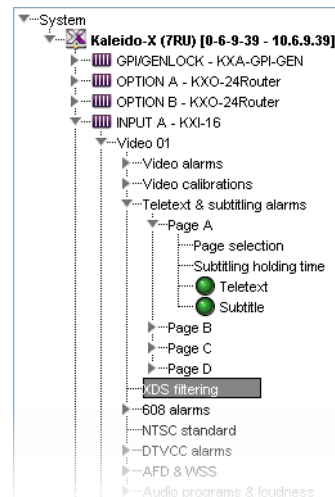 System
Kaleido-X (7RU) [0-6-9-39 - 10.6.9.39]
GPI/GENLOCK - KXA-GPI-GEN
OPTION A - KXO-24Router
OPTION B - KXO-24Router
INPUT A - KXI-16
Video 01
Video alarms
Video calibrations
Teletext & subtitling alarms
Page A
Page selection
Subtitling holding time
Teletext
Subtitle
Page B
Page C
Page D
XDS filtering
608 alarms
NTSC standard
DTVCC alarms
AFD & WSS
Audio programs & loudness